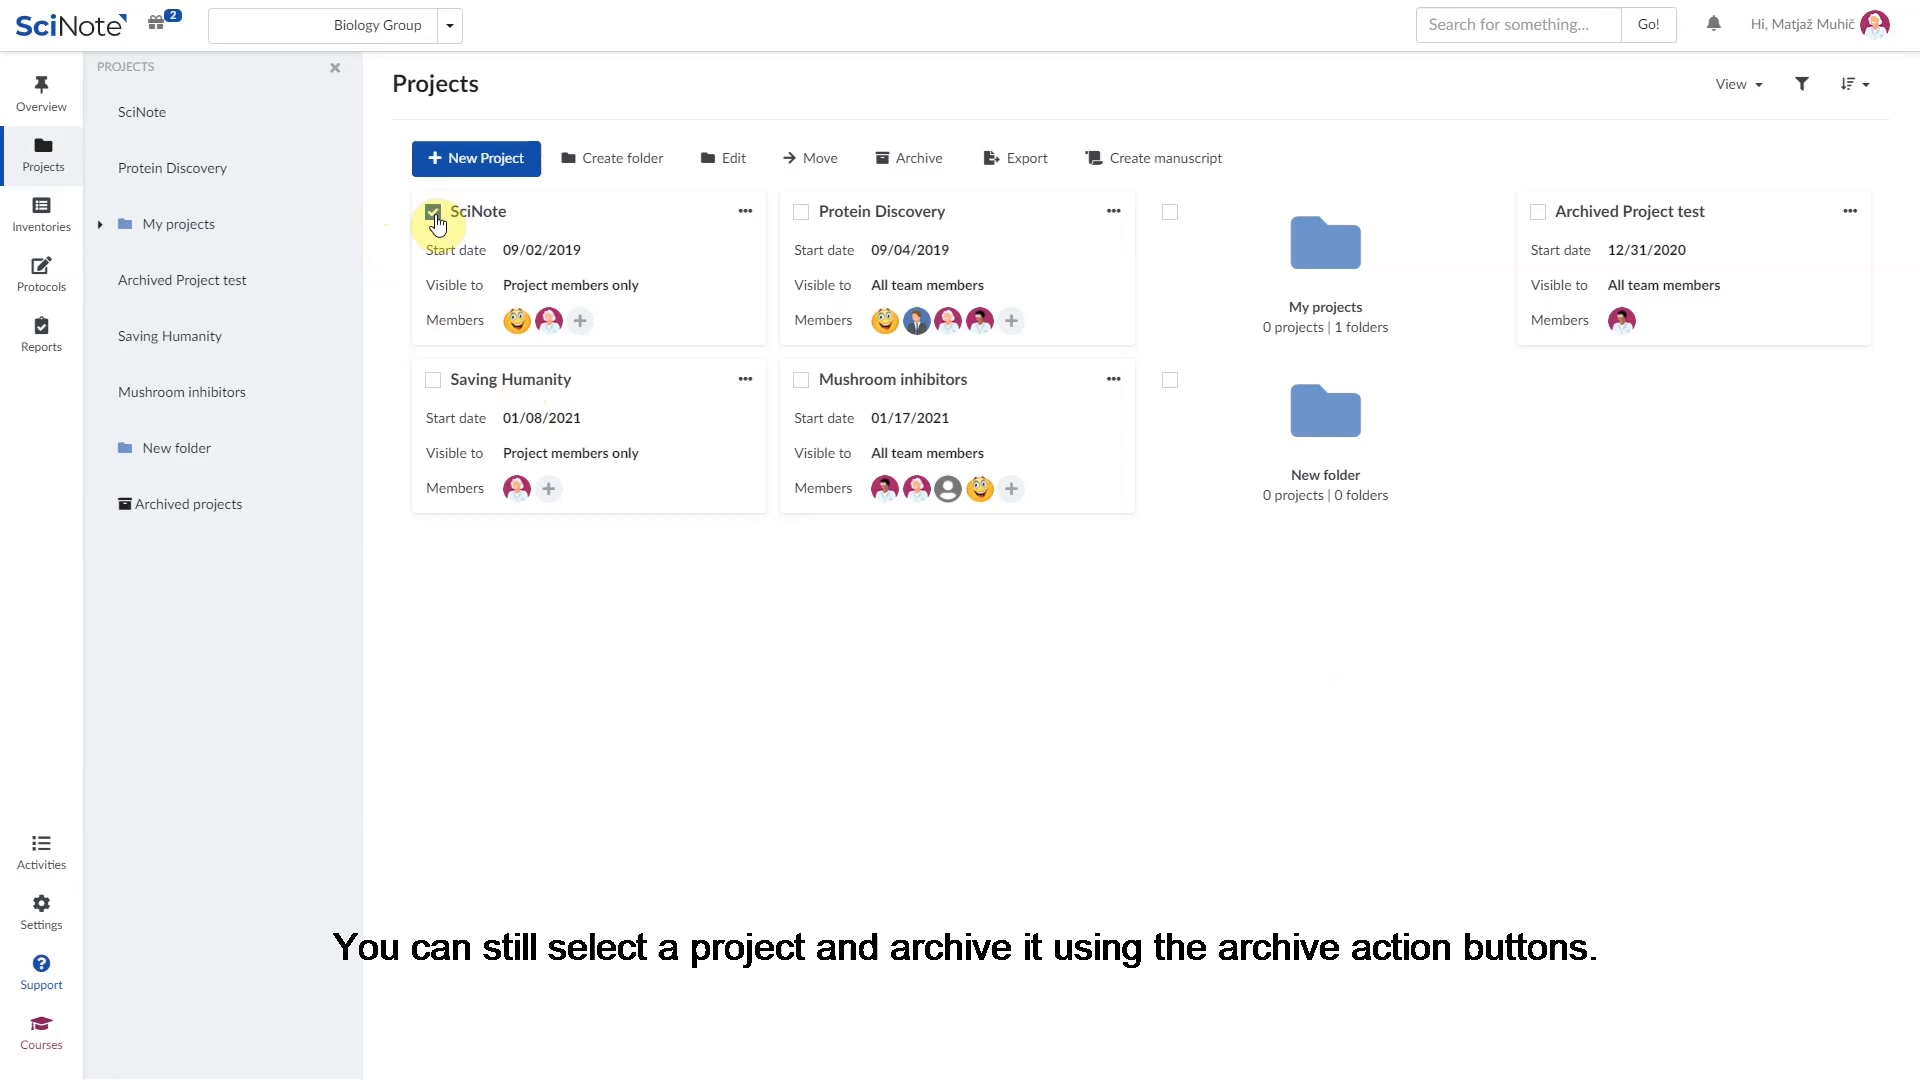 SciNote
2
Biology Group
Search for something...
Go!
Hi, Matjaž Muhič
Overview
Projects
Inventories
Protocols
Reports
Activities
Settings
Support
Courses
PROJECTS
SciNote
Protein Discovery
My projects
Archived Project test
Saving Humanity
Mushroom inhibitors
New folder
Archived projects
Projects
View
New Project
Create folder
Edit
Move
Archive
Export
Create manuscript
SciNote
Start date 09/02/2019
Visible to Project members only
Members
Protein Discovery
Start date 09/04/2019
Visible to All team members
Members
My projects
0 projects | 1 folders
Archived Project test
Start date 12/31/2020
Visible to All team members
Members
Saving Humanity
Start date 01/08/2021
Visible to Project members only
Members
Mushroom inhibitors
Start date 01/17/2021
Visible to All team members
Members
New folder
0 projects | 0 folders
You can still select a project and archive it using the archive action buttons.